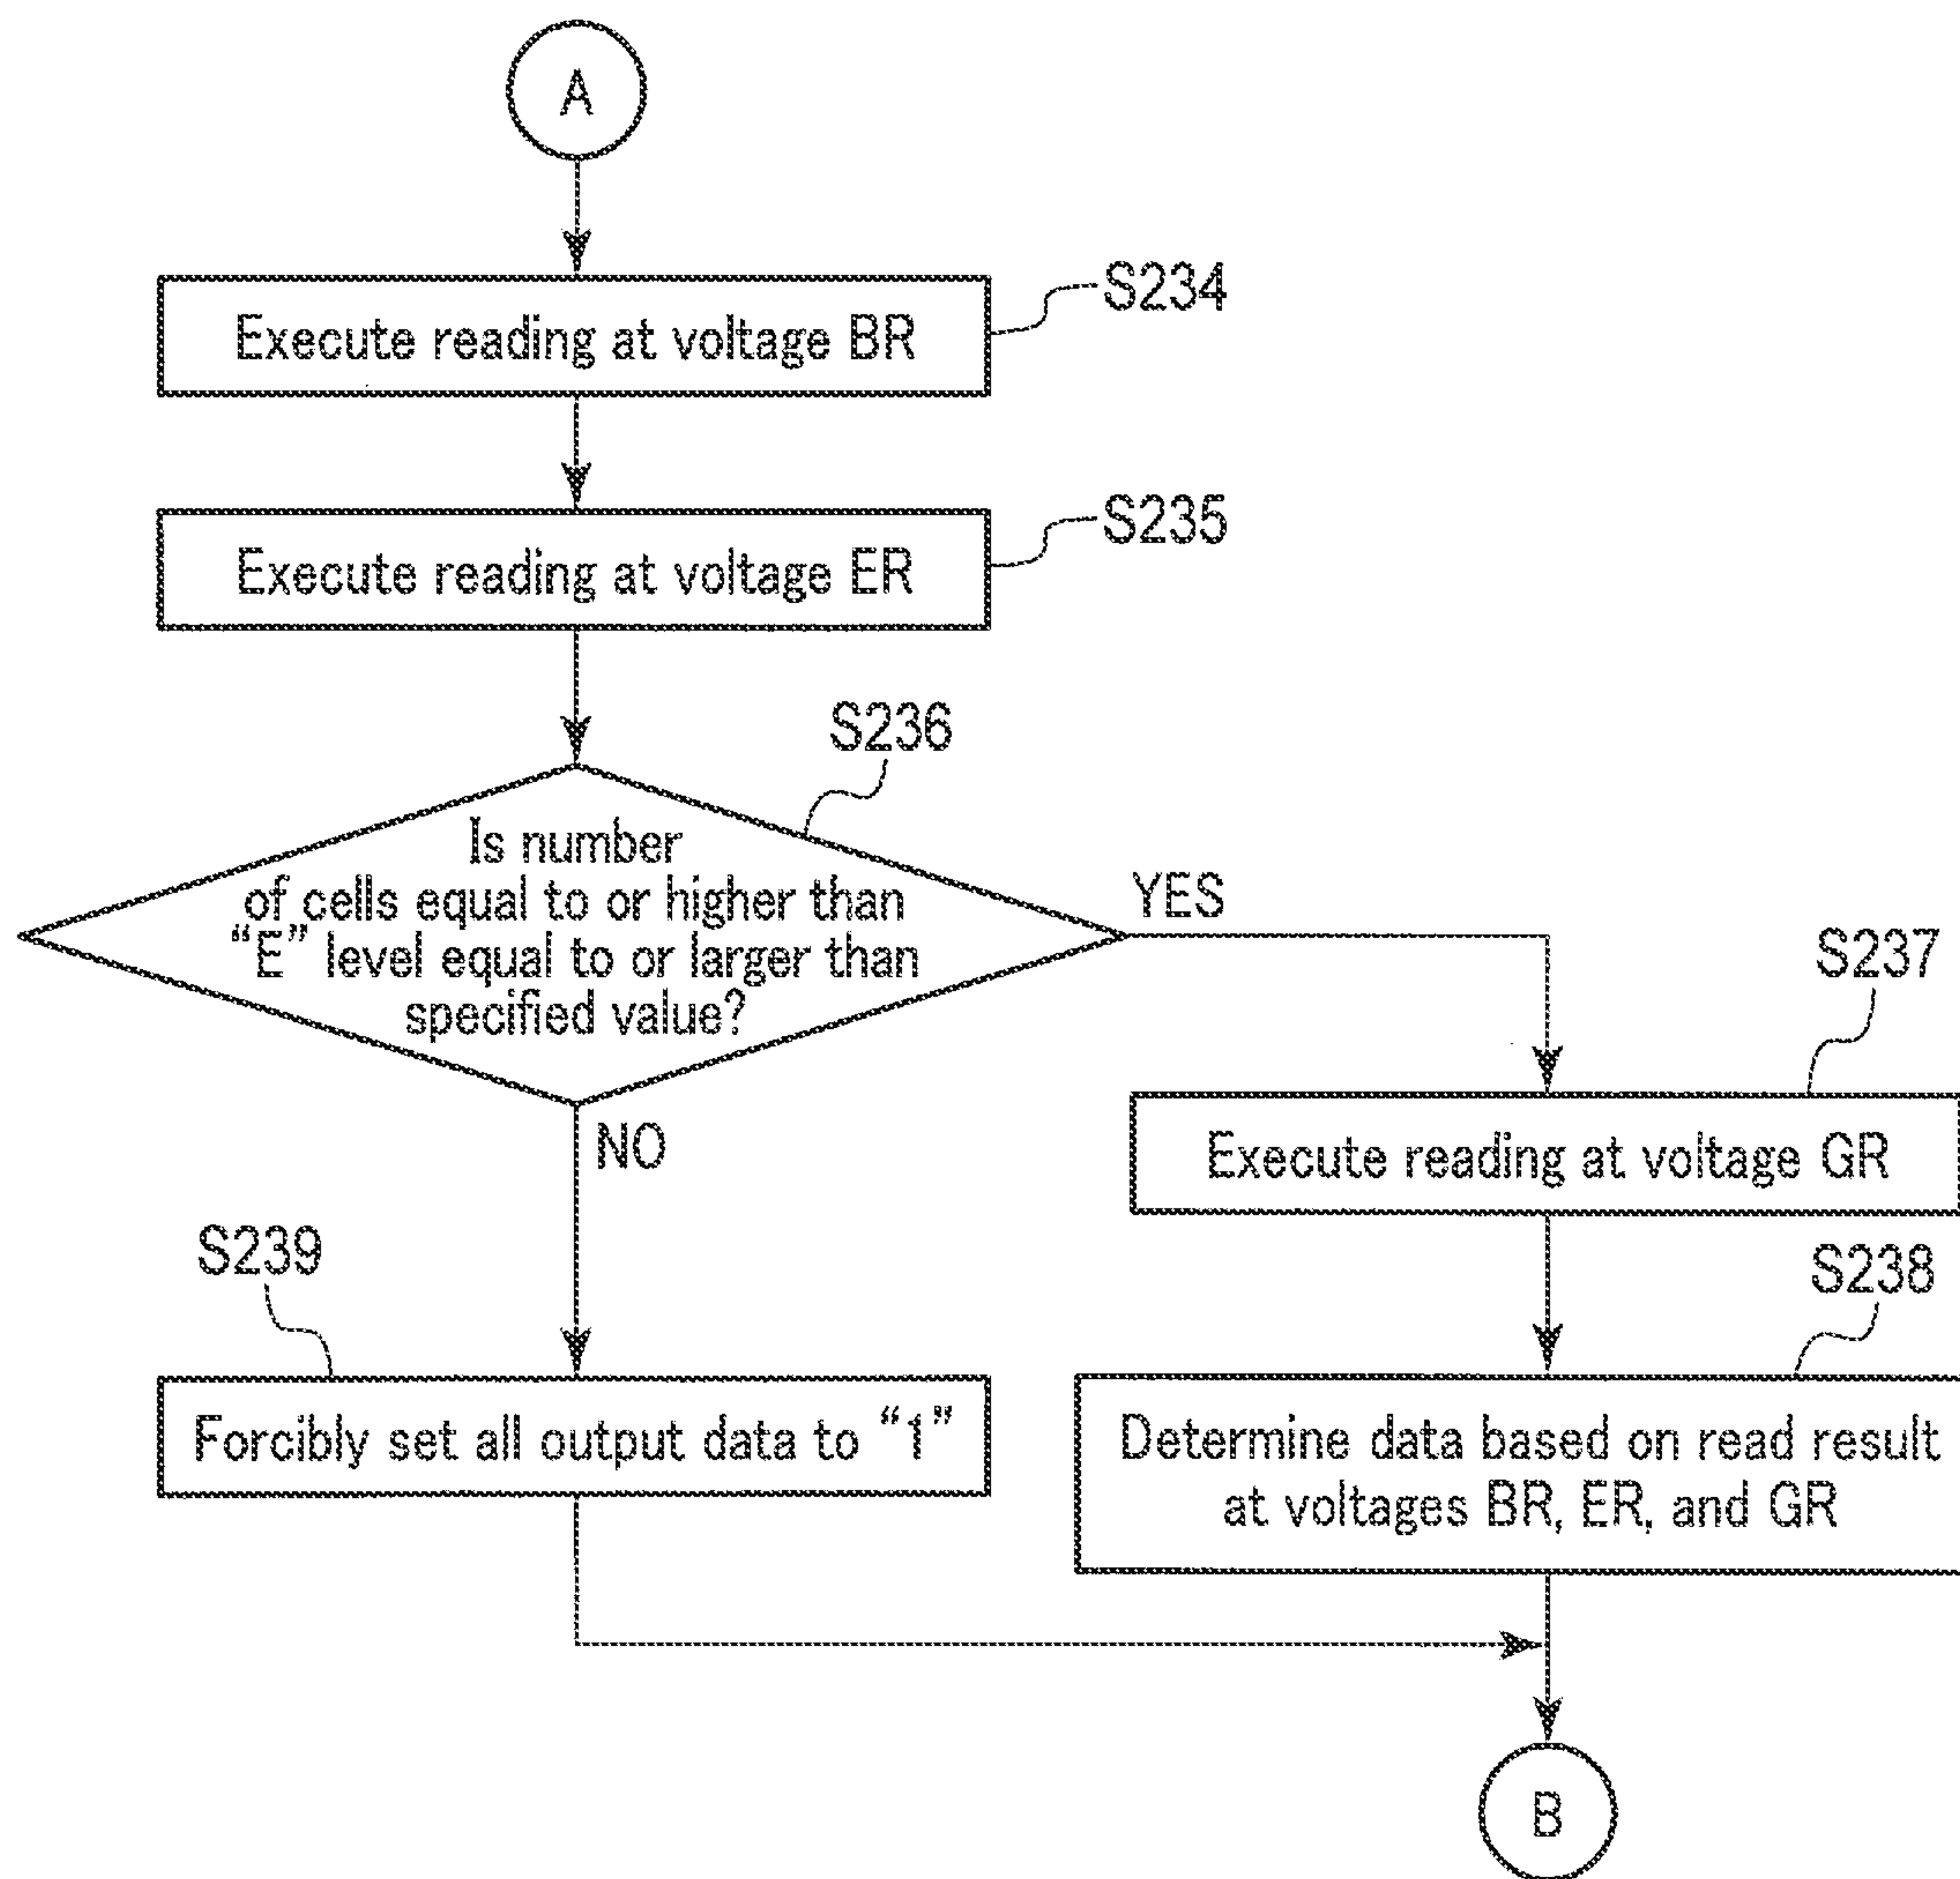 A
S234
Execute reading at voltage BR
S235
Execute reading at voltage ER
S236
Is number
of cells equal to or higher than
“E” level equal to or larger than
specified value?
YES
NO
S237
Execute reading at voltage GR
S239
Forcibly set all output data to “1”
S238
Determine data based on read result
at voltages BR, ER, and GR
B